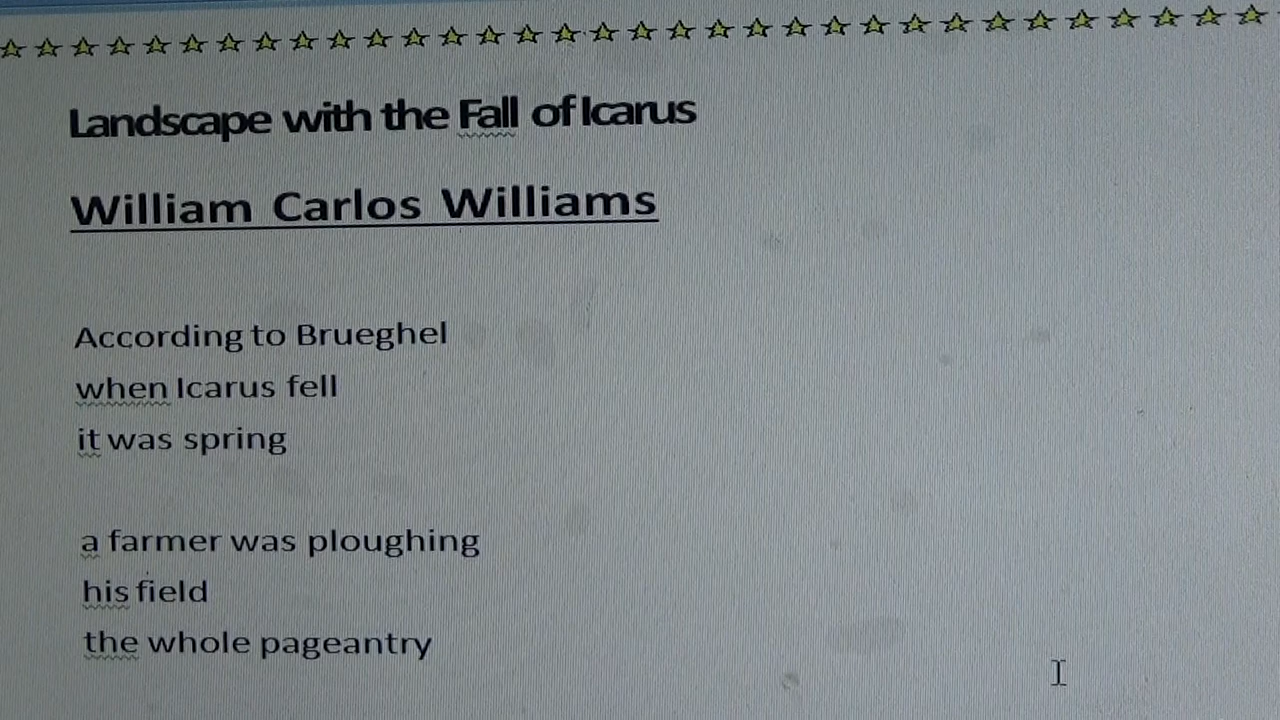 Landscape with the Fall of Icarus
William Carlos Williams
According to Brueghel
when Icarus fell
it was spring
a farmer was ploughing
his field
the whole pageantry